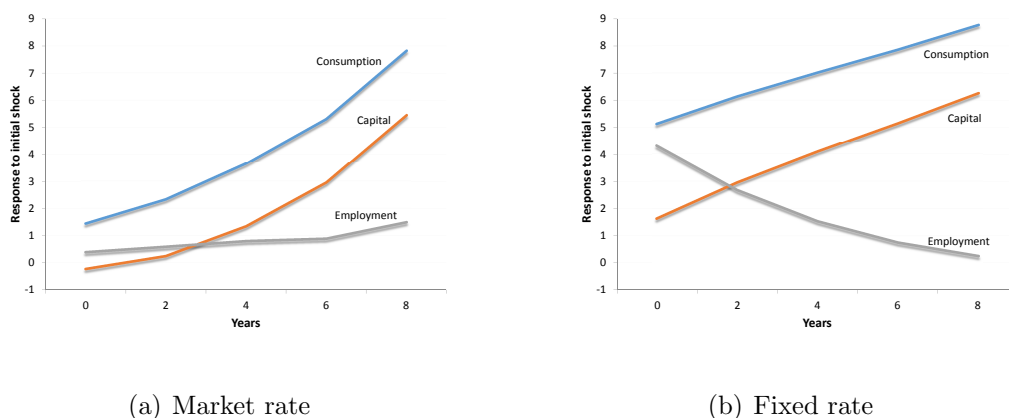 9
8
7
6
5
4
3
2
1
0
-1
Response to initial shock
Consumption
Capital
Employment
0 2 4 6 8
Years
(a) Market rate
9
8
7
6
5
4
3
2
1
0
-1
Response to initial shock
Consumption
Capital
Employment
0 2 4 6 8
Years
(b) Fixed rate